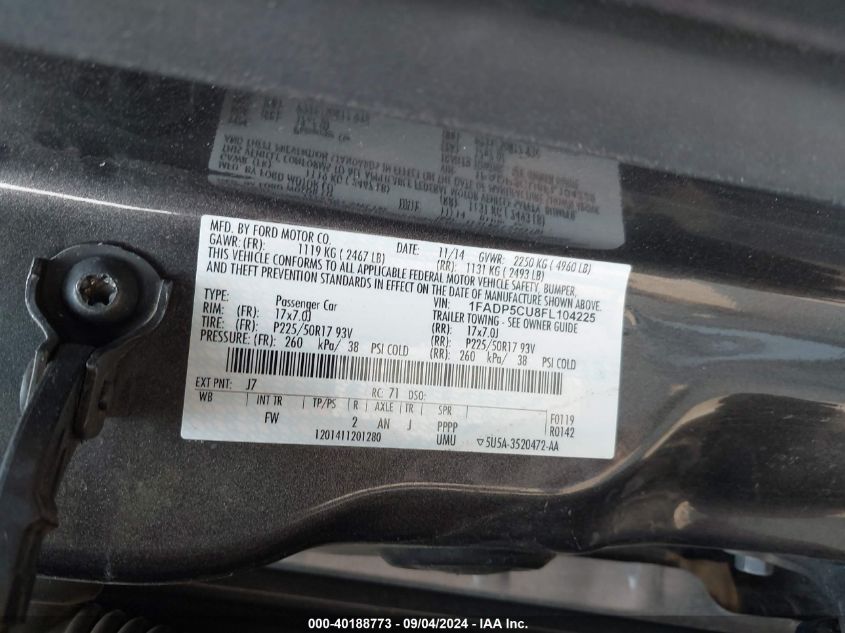 MFD. BY FORD MOTOR CO. DATE: 11/14 GVWR: 2250 KG ( 4960 LB)
GAWR: (FR): 1119 KG ( 2467 LB) (RR): 1131 KG ( 2493 LB)
THIS VEHICLE CONFORMS TO ALL APPLICABLE FEDERAL MOTOR VEHICLE SAFETY, BUMPER,
AND THEFT PREVENTION STANDARDS IN EFFECT ON THE DATE OF MANUFACTURE SHOWN ABOVE.
VIN: 1FADP5CU8FL104225
TYPE: Passenger Car TRAILER TOWING - SEE OWNER GUIDE
RIM: (FR): 17x7.0J (RR): 17x7.0J
TIRE: (FR): P225/50R17 93V (RR): P225/50R17 93V
PRESSURE: (FR): 260 kPa/ 38 PSI COLD (RR): 260 kPa/ 38 PSI COLD
EXT PNT: J7 RC: 71 DSO:
WB INT TR TP/PS R AXLE TR SPR F0119
FW 2 AN J PPPP R0142
1201411201280 UMU ▽5U5A-3520472-AA
000-40188773 - 09/04/2024 - IAA Inc.